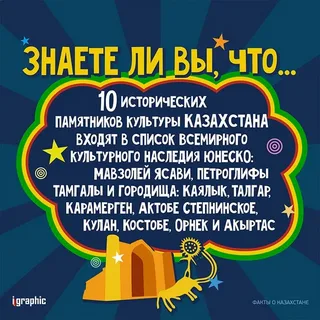 ЗНАЕТЕ ЛИ ВЫ, ЧТО...
10 ИСТОРИЧЕСКИХ
ПАМЯТНИКОВ КУЛЬТУРЫ КАЗАХСТАНА
ВХОДЯТ В СПИСОК ВСЕМИРНОГО
КУЛЬТУРНОГО НАСЛЕДИЯ ЮНЕСКО:
МАВЗОЛЕЙ ЯСАВИ, ПЕТРОГЛИФЫ
ТАМГАЛЫ И ГОРОДИЩА: КАЯЛЫК, ТАЛГАР,
КАРАМЕРГЕН, АКТОБЕ СТЕПНИНСКОЕ,
КУЛАН, КОСТОБЕ, ОРНЕК И АКЫРТАС
igraphic
ФАКТЫ О КАЗАХСТАНЕ